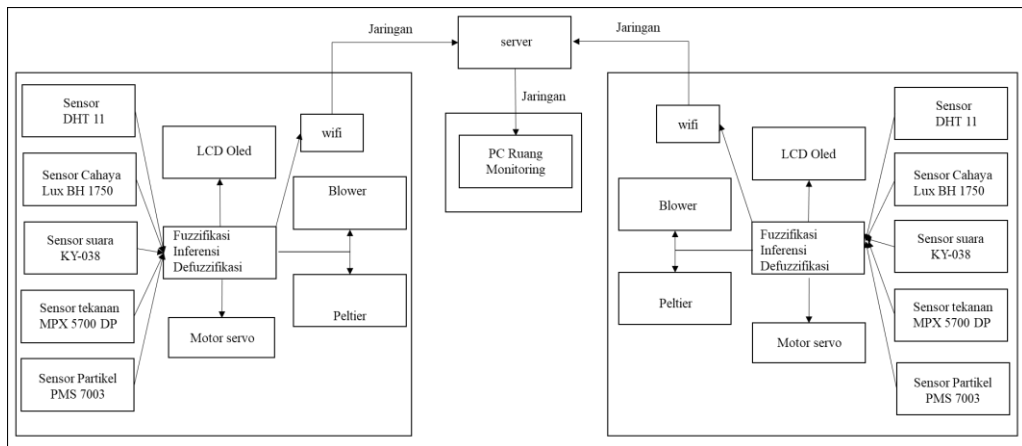 Jaringan
server
Jaringan
Jaringan
Sensor
DHT 11
Sensor Cahaya
Lux BH 1750
Sensor suara
KY-038
Sensor tekanan
MPX 5700 DP
Sensor Partikel
PMS 7003
LCD Oled
wifi
Blower
Fuzzifikasi
Inferensi
Defuzzifikasi
Peltier
Motor servo
PC Ruang
Monitoring
wifi
LCD Oled
Blower
Fuzzifikasi
Inferensi
Defuzzifikasi
Peltier
Motor servo
Sensor
DHT 11
Sensor Cahaya
Lux BH 1750
Sensor suara
KY-038
Sensor tekanan
MPX 5700 DP
Sensor Partikel
PMS 7003